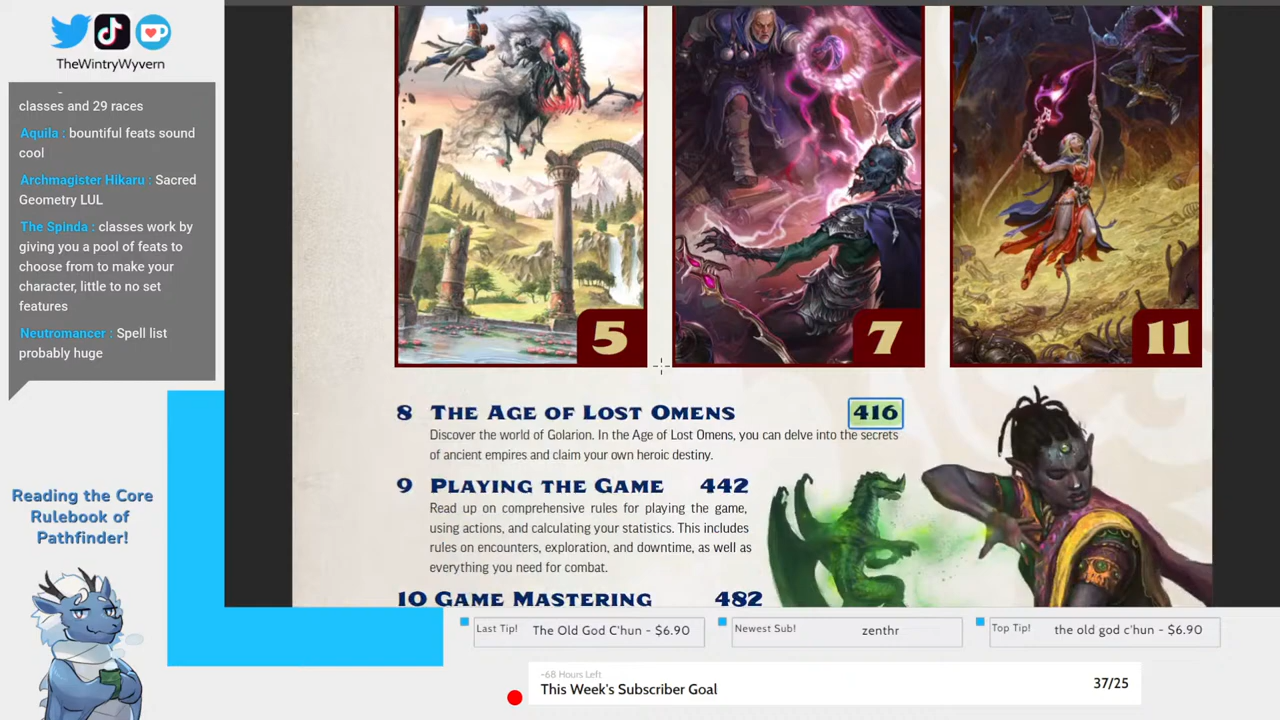 TheWintryWyvern
classes and 29 races
Aquila : bountiful feats sound
cool
Archmagister Hikaru : Sacred
Geometry LUL
The Spinda : classes work by
giving you a pool of feats to
choose from to make your
character, little to no set
features
Neutromancer : Spell list
probably huge
Reading the Core
Rulebook of
Pathfinder!
5
7
11
8 The Age of Lost Omens 416
Discover the world of Golarion. In the Age of Lost Omens, you can delve into the secrets
of ancient empires and claim your own heroic destiny.
9 Playing the Game 442
Read up on comprehensive rules for playing the game,
using actions, and calculating your statistics. This includes
rules on encounters, exploration, and downtime, as well as
everything you need for combat.
10 Game Mastering 482
Last Tip! The Old God C'hun - $6.90
Newest Sub! zenthr
Top Tip! the old god c'hun - $6.90
~68 Hours Left
This Week's Subscriber Goal 37/25